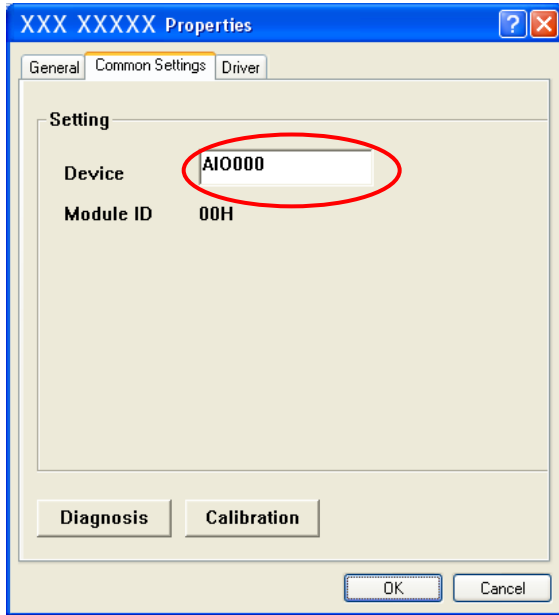 XXX XXXXX Properties
General Common Settings Driver
Setting
Device AIO000
Module ID 00H
Diagnosis Calibration
OK Cancel